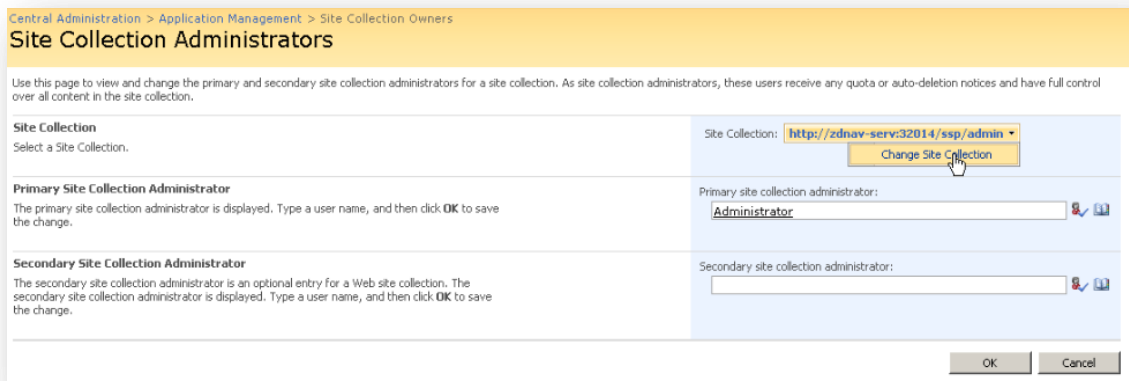 Central Administration > Application Management > Site Collection Owners
Site Collection Administrators
Use this page to view and change the primary and secondary site collection administrators for a site collection. As site collection administrators, these users receive any quota or auto-deletion notices and have full control
over all content in the site collection.
Site Collection
Select a Site Collection.
Site Collection: http://zdnav-serv:32014/ssp/admin
Change Site Collection
Primary Site Collection Administrator
The primary site collection administrator is displayed. Type a user name, and then click OK to save
the change.
Primary site collection administrator:
Administrator
Secondary Site Collection Administrator
The secondary site collection administrator is an optional entry for a Web site collection. The
secondary site collection administrator is displayed. Type a user name, and then click OK to save
the change.
Secondary site collection administrator:
OK Cancel